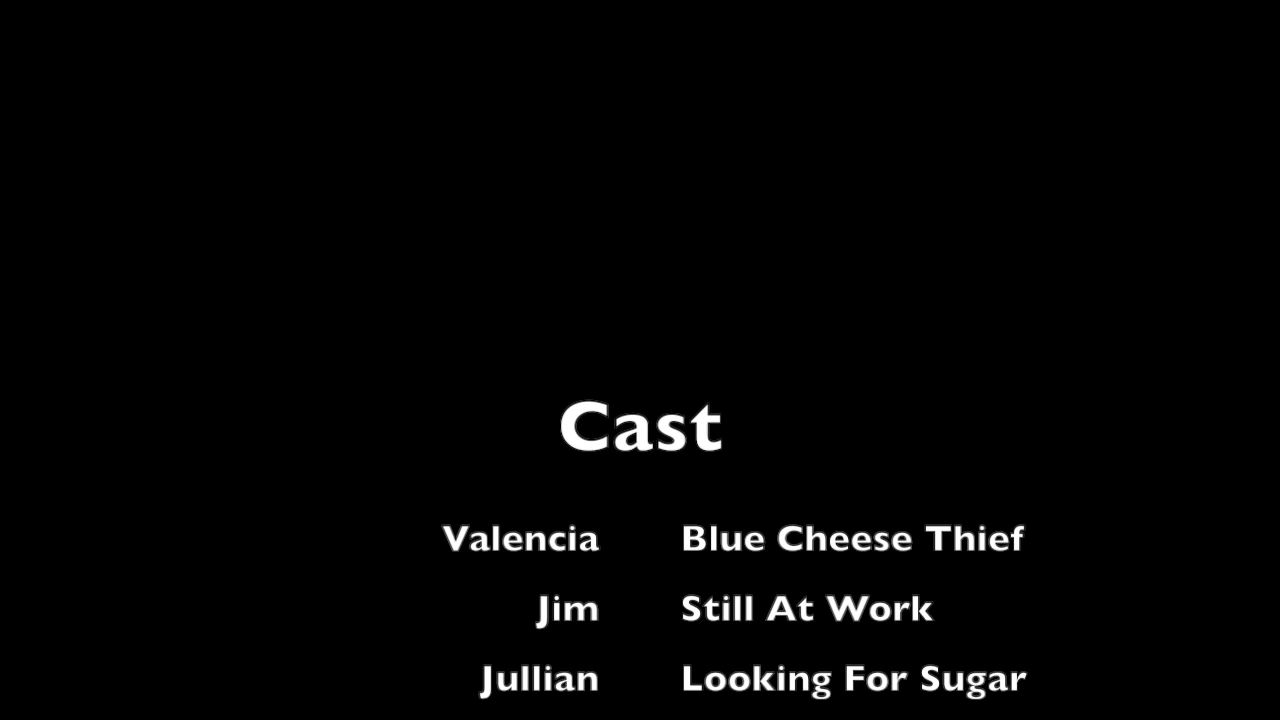 Cast
Valencia Blue Cheese Thief
Jim Still At Work
Jullian Looking For Sugar